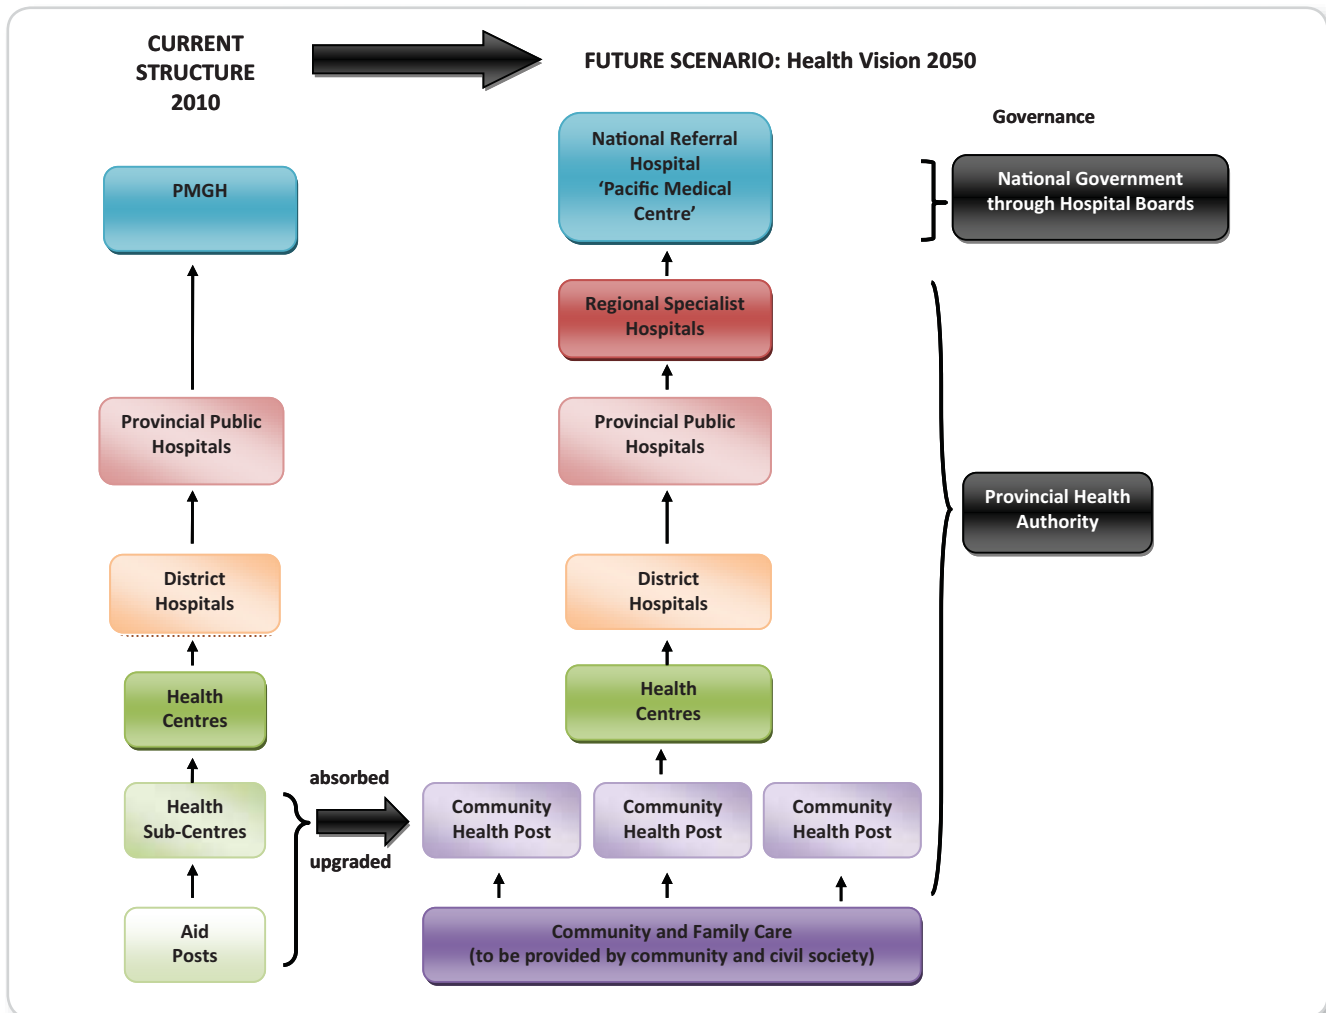 CURRENT
STRUCTURE
2010
FUTURE SCENARIO: Health Vision 2050
Governance
PMGH
Provincial Public
Hospitals
District
Hospitals
Health
Centres
Health
Sub-Centres
Aid
Posts
absorbed
upgraded
National Referral
Hospital
‘Pacific Medical
Centre’
Regional Specialist
Hospitals
Provincial Public
Hospitals
District
Hospitals
Health
Centres
Community
Health Post
Community
Health Post
Community
Health Post
Community and Family Care
(to be provided by community and civil society)
National Government
through Hospital Boards
Provincial Health
Authority